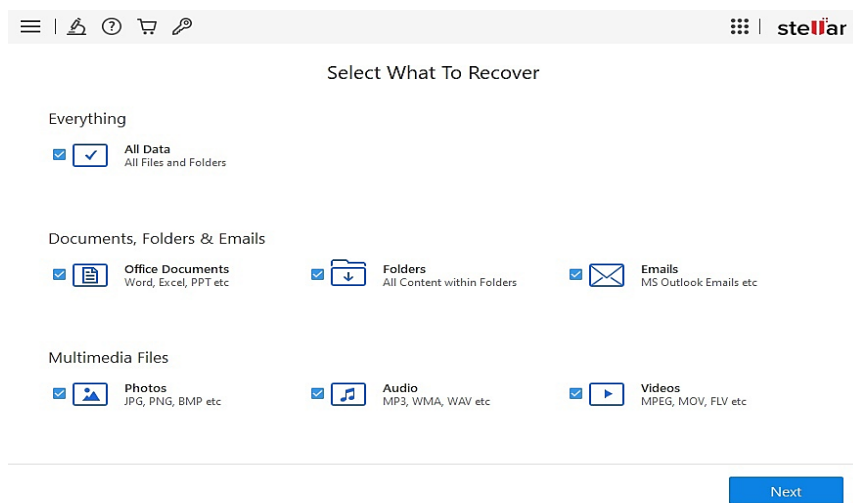 stellar
Select What To Recover
Everything
All Data
All Files and Folders
Documents, Folders & Emails
Office Documents
Word, Excel, PPT etc
Folders
All Content within Folders
Emails
MS Outlook Emails etc
Multimedia Files
Photos
JPG, PNG, BMP etc
Audio
MP3, WMA, WAV etc
Videos
MPEG, MOV, FLV etc
Next